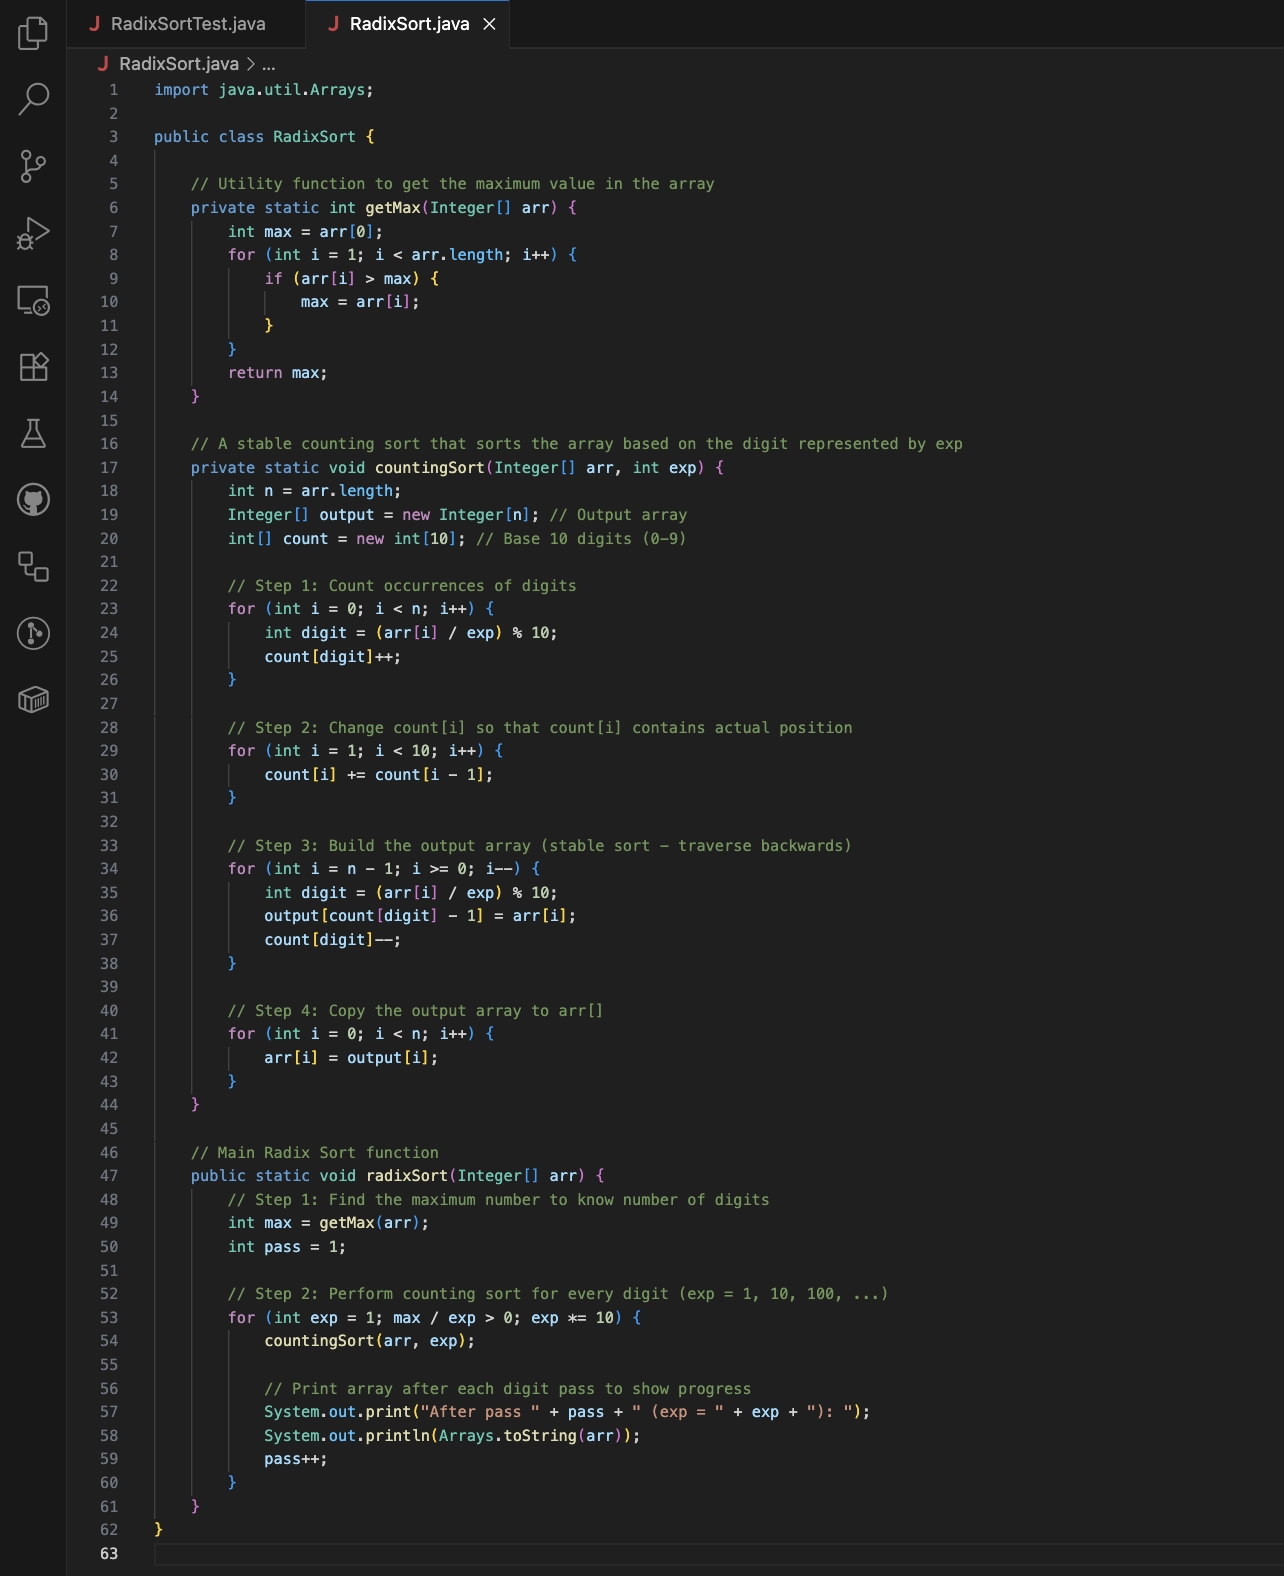 J RadixSortTest.java J RadixSort.java ×
J RadixSort.java > ...
1 import java.util.Arrays;
2
3 public class RadixSort {
4
5 // Utility function to get the maximum value in the array
6 private static int getMax(Integer[] arr) {
7 int max = arr[0];
8 for (int i = 1; i < arr.length; i++) {
9 if (arr[i] > max) {
10 max = arr[i];
11 }
12 }
13 return max;
14 }
15
16 // A stable counting sort that sorts the array based on the digit represented by exp
17 private static void countingSort(Integer[] arr, int exp) {
18 int n = arr.length;
19 Integer[] output = new Integer[n]; // Output array
20 int[] count = new int[10]; // Base 10 digits (0-9)
21
22 // Step 1: Count occurrences of digits
23 for (int i = 0; i < n; i++) {
24 int digit = (arr[i] / exp) % 10;
25 count[digit]++;
26 }
27
28 // Step 2: Change count[i] so that count[i] contains actual position
29 for (int i = 1; i < 10; i++) {
30 count[i] += count[i - 1];
31 }
32
33 // Step 3: Build the output array (stable sort - traverse backwards)
34 for (int i = n - 1; i >= 0; i--) {
35 int digit = (arr[i] / exp) % 10;
36 output[count[digit] - 1] = arr[i];
37 count[digit]--;
38 }
39
40 // Step 4: Copy the output array to arr[]
41 for (int i = 0; i < n; i++) {
42 arr[i] = output[i];
43 }
44 }
45
46 // Main Radix Sort function
47 public static void radixSort(Integer[] arr) {
48 // Step 1: Find the maximum number to know number of digits
49 int max = getMax(arr);
50 int pass = 1;
51
52 // Step 2: Perform counting sort for every digit (exp = 1, 10, 100, ...)
53 for (int exp = 1; max / exp > 0; exp *= 10) {
54 countingSort(arr, exp);
55
56 // Print array after each digit pass to show progress
57 System.out.print("After pass " + pass + " (exp = " + exp + "): ");
58 System.out.println(Arrays.toString(arr));
59 pass++;
60 }
61 }
62 }
63